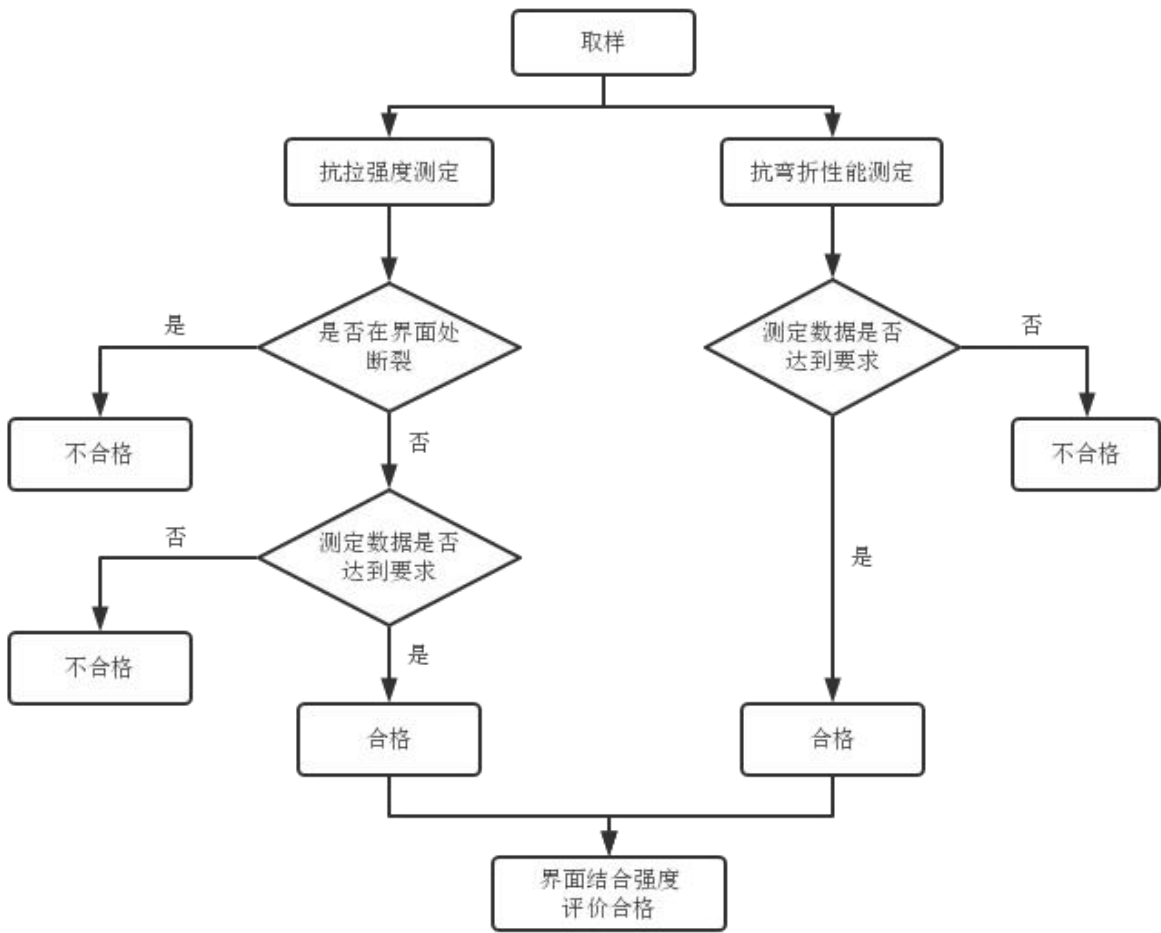 取样
抗拉强度测定
抗弯折性能测定
是
是否在界面处
断裂
测定数据是否
达到要求
否
不合格
否
不合格
否
测定数据是否
达到要求
是
不合格
是
合格
合格
界面结合强度
评价合格